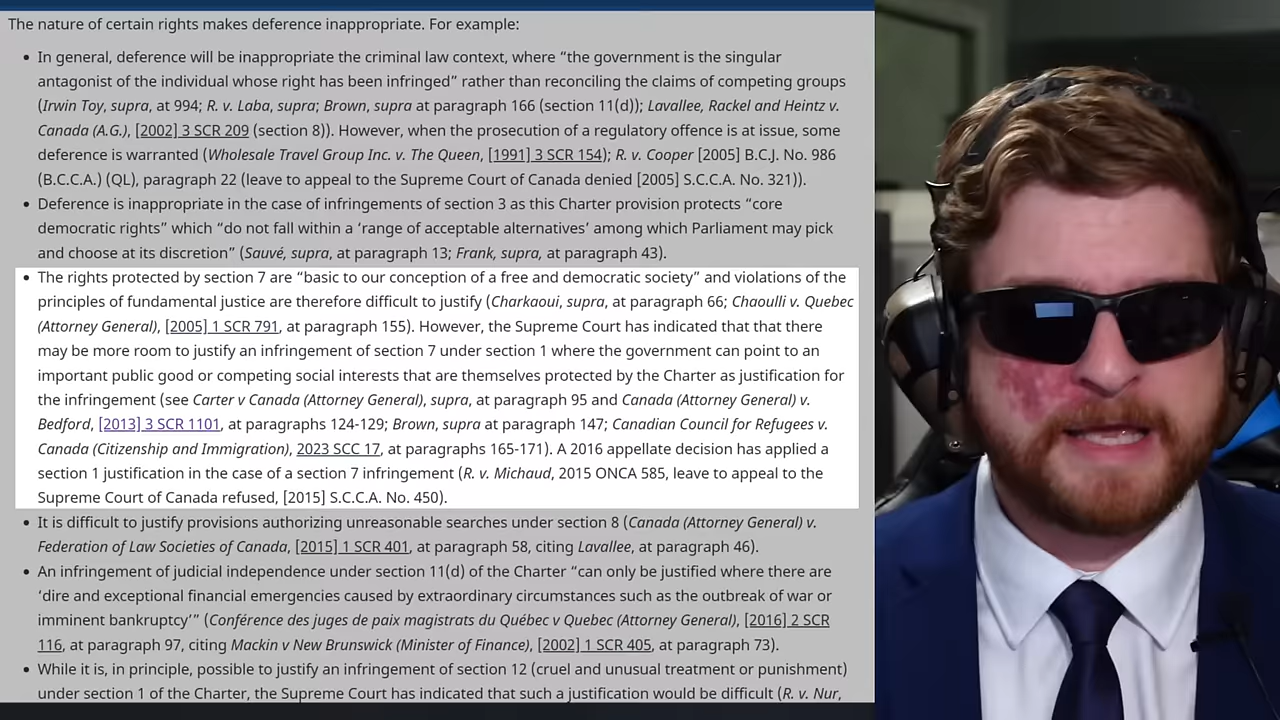 The nature of certain rights makes deference inappropriate. For example:
• In general, deference will be inappropriate the criminal law context, where “the government is the singular
antagonist of the individual whose right has been infringed” rather than reconciling the claims of competing groups
(Irwin Toy, supra, at 994; R. v. Laba, supra; Brown, supra at paragraph 166 (section 11(d)); Lavallee, Rackel and Heintz v.
Canada (A.G.), [2002] 3 SCR 209 (section 8)). However, when the prosecution of a regulatory offence is at issue, some
deference is warranted (Wholesale Travel Group Inc. v. The Queen, [1991] 3 SCR 154); R. v. Cooper [2005] B.C.J. No. 986
(B.C.C.A.) (QL), paragraph 22 (leave to appeal to the Supreme Court of Canada denied [2005] S.C.C.A. No. 321)).
• Deference is inappropriate in the case of infringements of section 3 as this Charter provision protects “core
democratic rights” which “do not fall within a ‘range of acceptable alternatives’ among which Parliament may pick
and choose at its discretion” (Sauvé, supra, at paragraph 13; Frank, supra, at paragraph 43).
• The rights protected by section 7 are “basic to our conception of a free and democratic society” and violations of the
principles of fundamental justice are therefore difficult to justify (Charkaoui, supra, at paragraph 66; Chaoulli v. Quebec
(Attorney General), [2005] 1 SCR 791, at paragraph 155). However, the Supreme Court has indicated that that there
may be more room to justify an infringement of section 7 under section 1 where the government can point to an
important public good or competing social interests that are themselves protected by the Charter as justification for
the infringement (see Carter v Canada (Attorney General), supra, at paragraph 95 and Canada (Attorney General) v.
Bedford, [2013] 3 SCR 1101, at paragraphs 124-129; Brown, supra at paragraph 147; Canadian Council for Refugees v.
Canada (Citizenship and Immigration), 2023 SCC 17, at paragraphs 165-171). A 2016 appellate decision has applied a
section 1 justification in the case of a section 7 infringement (R. v. Michaud, 2015 ONCA 585, leave to appeal to the
Supreme Court of Canada refused, [2015] S.C.C.A. No. 450).
• It is difficult to justify provisions authorizing unreasonable searches under section 8 (Canada (Attorney General) v.
Federation of Law Societies of Canada, [2015] 1 SCR 401, at paragraph 58, citing Lavallee, at paragraph 46).
• An infringement of judicial independence under section 11(d) of the Charter “can only be justified where there are
‘dire and exceptional financial emergencies caused by extraordinary circumstances such as the outbreak of war or
imminent bankruptcy’” (Conférence des juges de paix magistrats du Québec v Quebec (Attorney General), [2016] 2 SCR
116, at paragraph 97, citing Mackin v New Brunswick (Minister of Finance), [2002] 1 SCR 405, at paragraph 73).
• While it is, in principle, possible to justify an infringement of section 12 (cruel and unusual treatment or punishment)
under section 1 of the Charter, the Supreme Court has indicated that such a justification would be difficult (R. v. Nur,